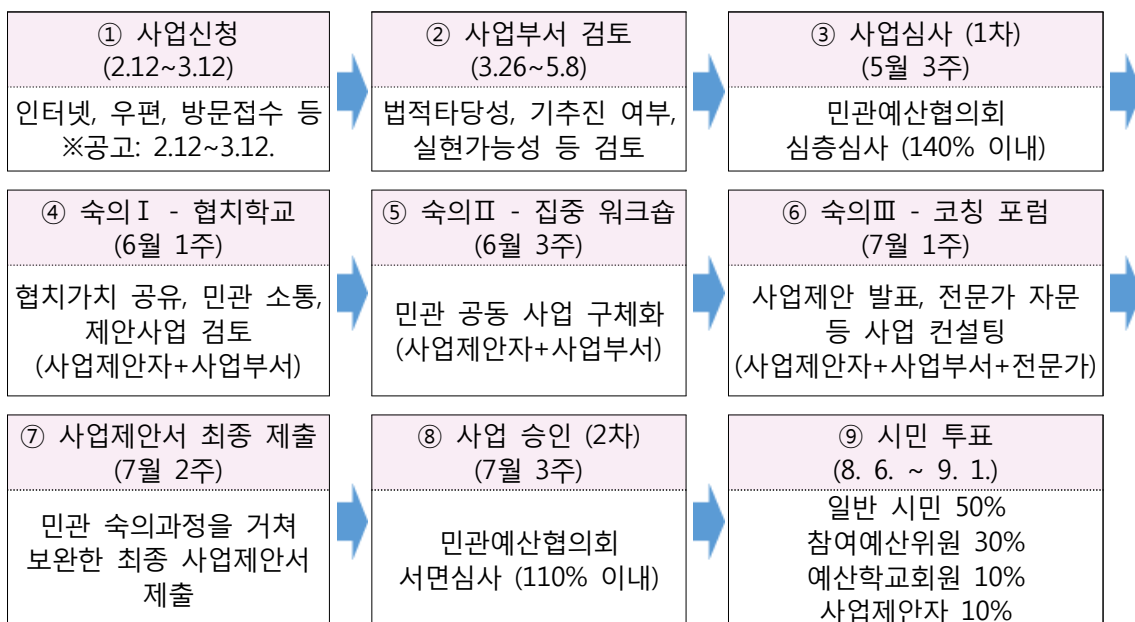 ① 사업신청
(2.12~3.12)
인터넷, 우편, 방문접수 등
※공고: 2.12~3.12.
② 사업부서 검토
(3.26~5.8)
법적타당성, 기추진 여부,
실현가능성 등 검토
③ 사업심사 (1차)
(5월 3주)
민관예산협의회
심층심사 (140% 이내)
④ 숙의Ⅰ - 협치학교
(6월 1주)
협치가치 공유, 민관 소통,
제안사업 검토
(사업제안자+사업부서)
⑤ 숙의Ⅱ - 집중 워크숍
(6월 3주)
민관 공동 사업 구체화
(사업제안자+사업부서)
⑥ 숙의Ⅲ - 코칭 포럼
(7월 1주)
사업제안 발표, 전문가 자문
등 사업 컨설팅
(사업제안자+사업부서+전문가)
⑦ 사업제안서 최종 제출
(7월 2주)
민관 숙의과정을 거쳐
보완한 최종 사업제안서
제출
⑧ 사업 승인 (2차)
(7월 3주)
민관예산협의회
서면심사 (110% 이내)
⑨ 시민 투표
(8. 6. ~ 9. 1.)
일반 시민 50%
참여예산위원 30%
예산학교회원 10%
사업제안자 10%